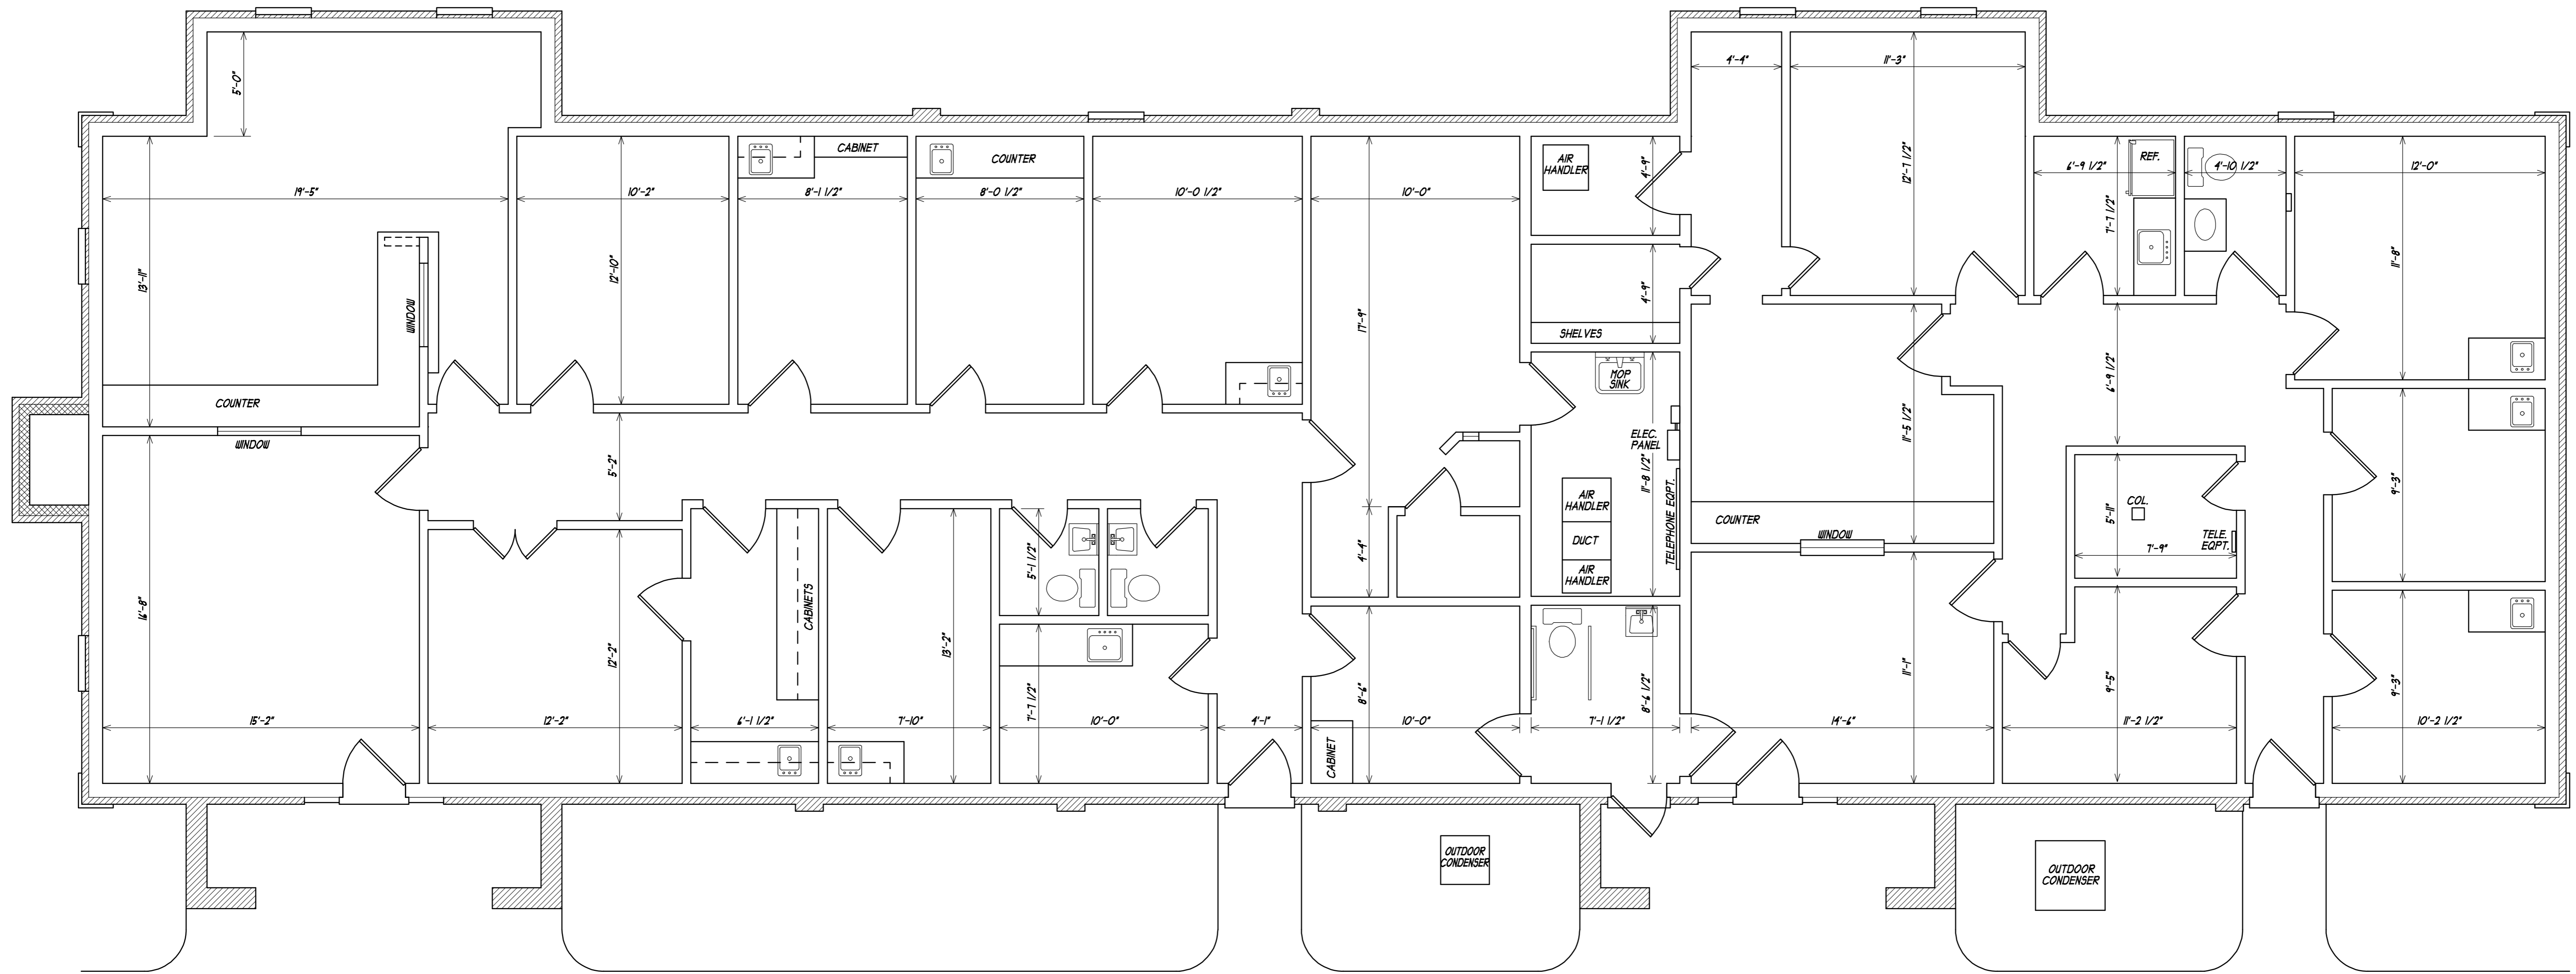 4'-4"
11'-3"
5'-0"
CABINET
COUNTER
AIR
HANDLER
4'-9"
12'-7 1/2"
REF.
6'-9 1/2"
4'-10 1/2"
12'-0"
19'-5"
10'-2"
8'-1 1/2"
8'-0 1/2"
10'-0 1/2"
10'-0"
7'-7 1/2"
11'-8"
13'-11"
12'-10"
WINDOW
17'-9"
4'-9"
SHELVES
MOP
SINK
6'-9 1/2"
COUNTER
WINDOW
5'-2"
ELEC.
PANEL
11'-8 1/2"
11'-5 1/2"
9'-3"
AIR
HANDLER
DUCT
AIR
HANDLER
TELEPHONE EQPT.
COUNTER
WINDOW
COL.
5'-11"
TELE.
EQPT.
7'-9"
4'-4"
5'-1 1/2"
16'-8"
12'-2"
CABINETS
13'-2"
7'-7 1/2"
8'-6"
8'-6 1/2"
11'-1"
9'-5"
9'-3"
15'-2"
12'-2"
6'-1 1/2"
7'-10"
10'-0"
4'-1"
10'-0"
7'-1 1/2"
14'-6"
11'-2 1/2"
10'-2 1/2"
CABINET
OUTDOOR
CONDENSER
OUTDOOR
CONDENSER